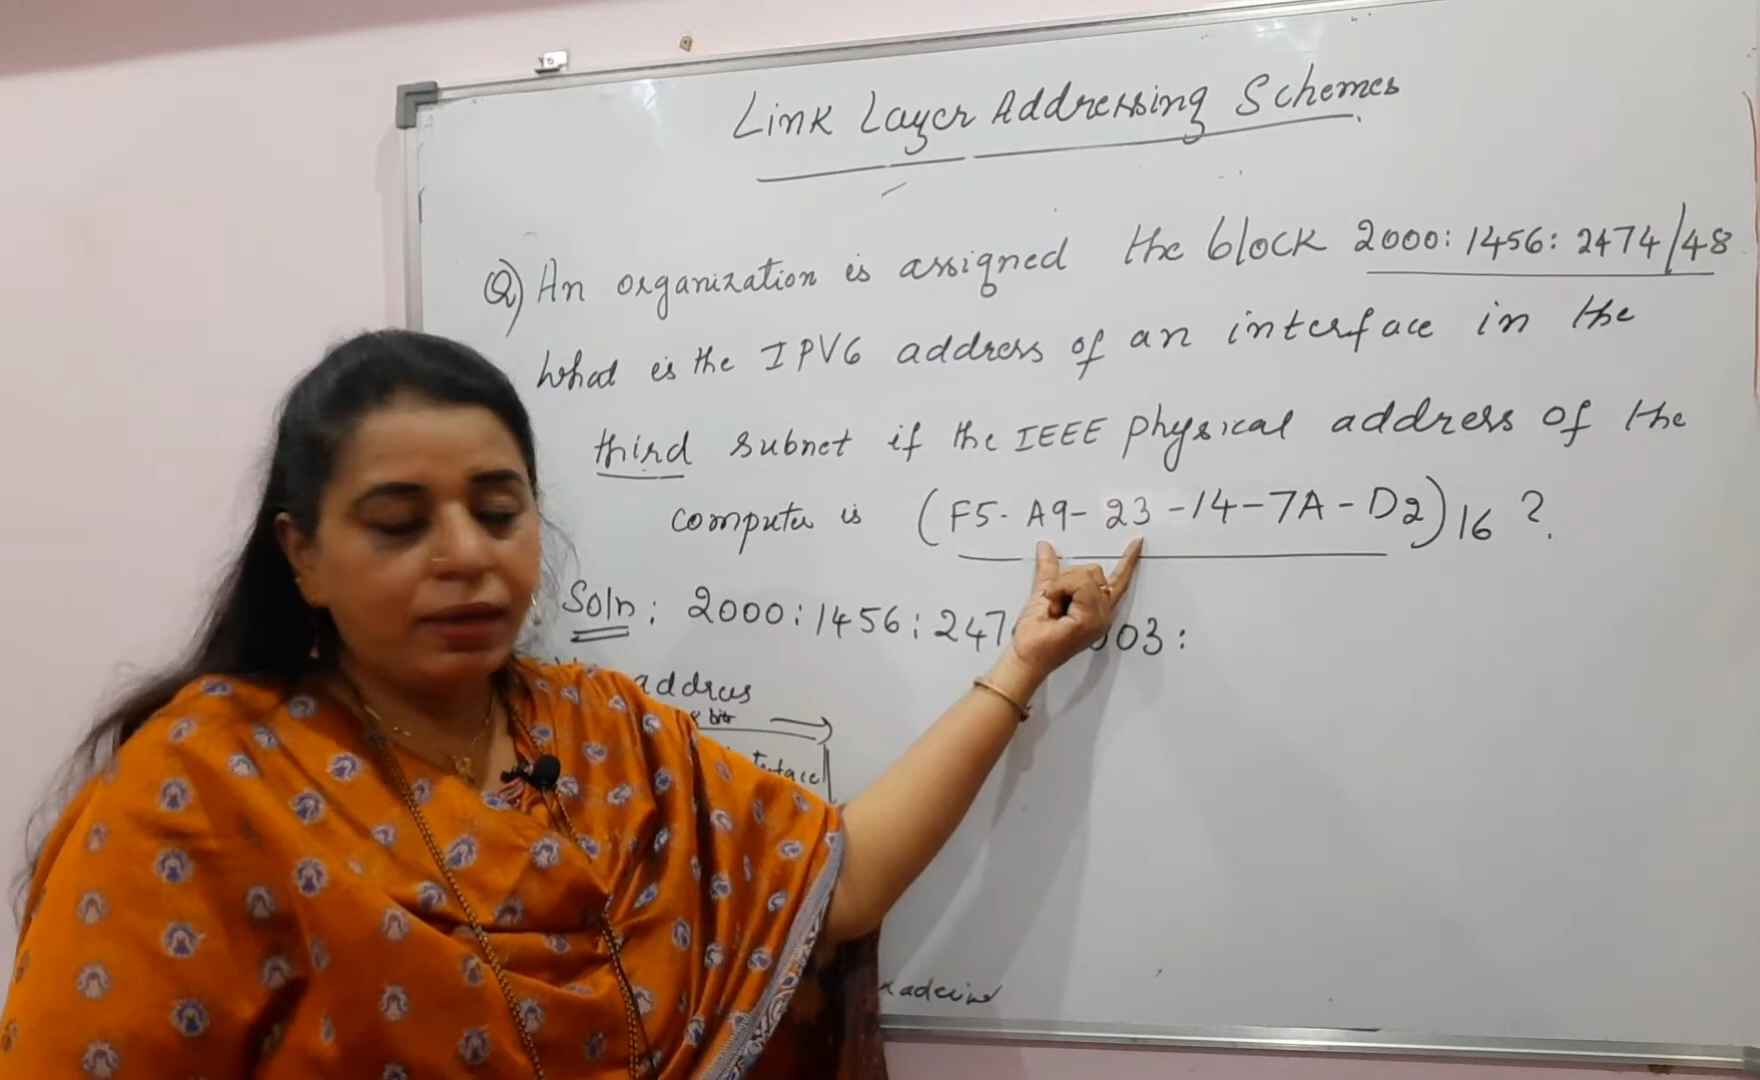 Link Layer Addressing Schemes
Q) An organization is assigned the block 2000:1456:2474/48
What is the IPV6 address of an interface in the
third subnet if the IEEE physical address of the
computer is (F5-A9-23-14-7A-D2)16 ?
Soln: 2000:1456:247 003:
address
bits